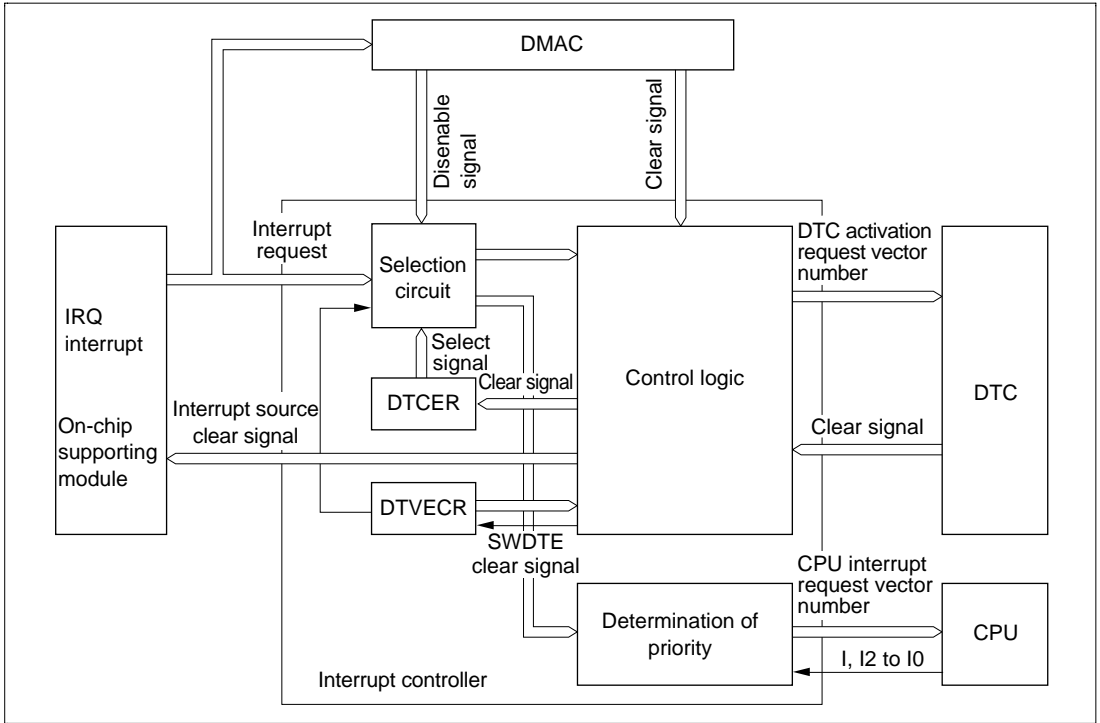 DMAC
Disenable
signal
Clear signal
Interrupt
request
DTC activation
request vector
number
Selection
circuit
IRQ
interrupt
Select
signal
Control logic
DTC
DTCER
Clear signal
Interrupt source
clear signal
On-chip
supporting
module
Clear signal
DTVECR
SWDTE
clear signal
CPU interrupt
request vector
number
Determination of
priority
CPU
I, I2 to I0
Interrupt controller